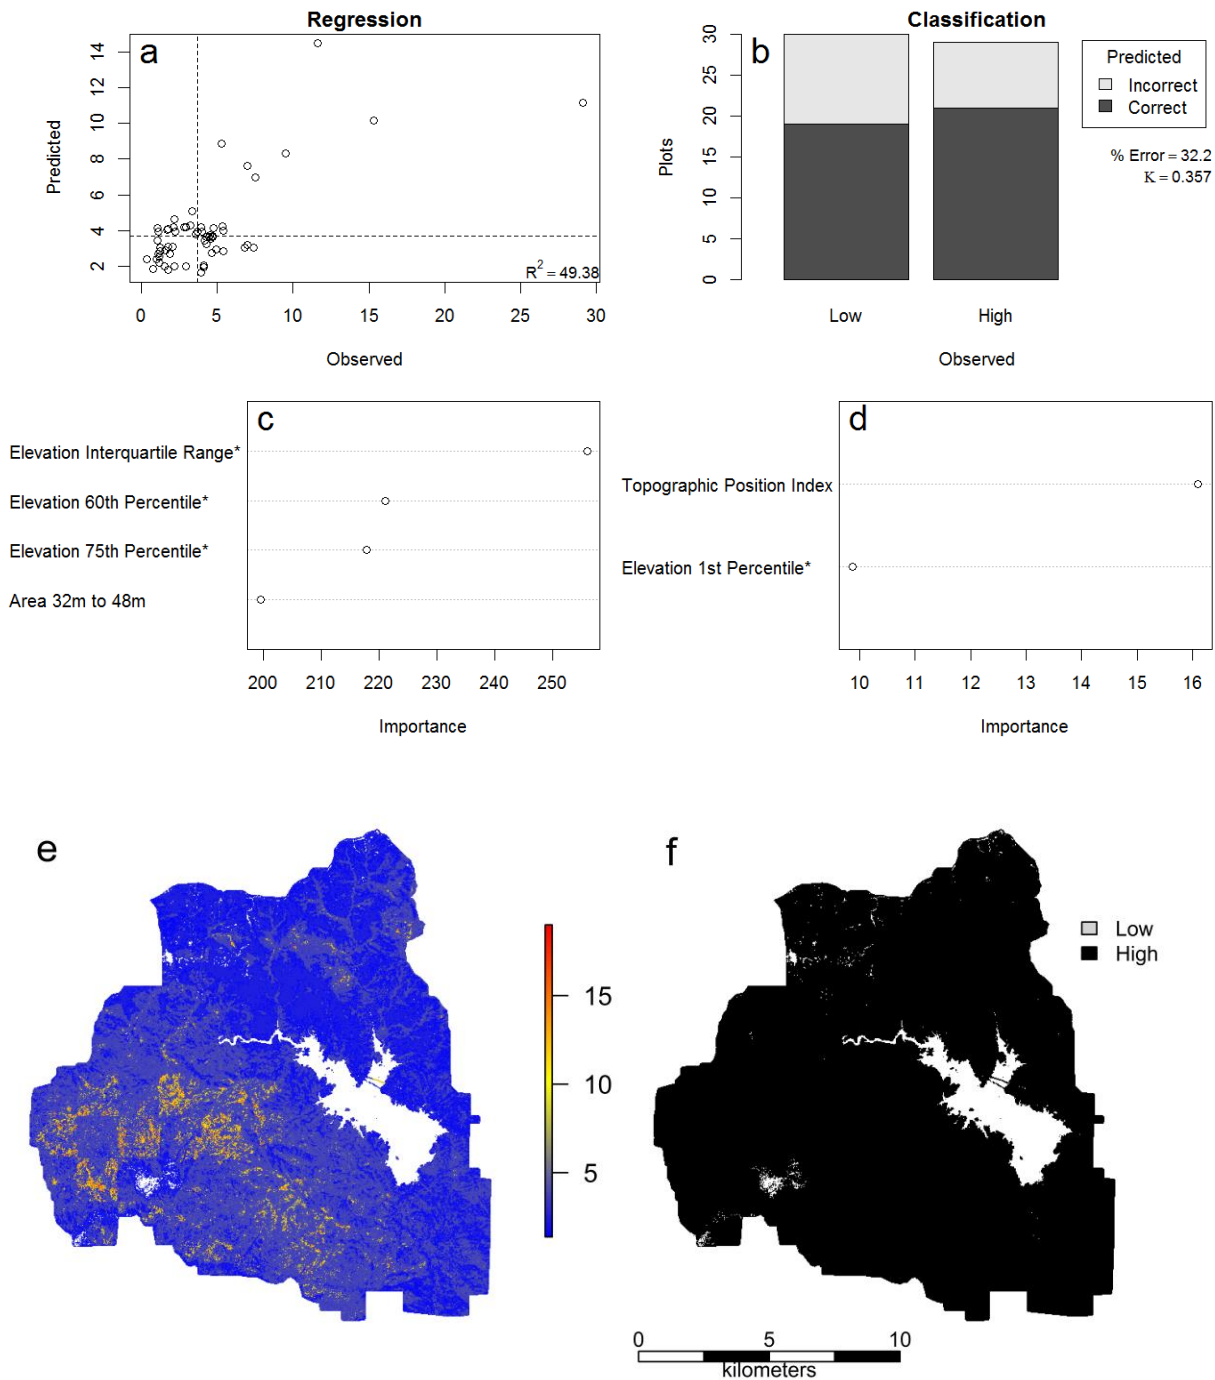 Regression
a
Predicted
14
12
10
8
6
4
2
R² = 49.38
0 5 10 15 20 25 30
Observed
Classification
b
Plots
30
25
20
15
10
5
0
Low High
Observed
Predicted
Incorrect
Correct
% Error = 32.2
K = 0.357
c
Elevation Interquartile Range*
Elevation 60th Percentile*
Elevation 75th Percentile*
Area 32m to 48m
200 210 220 230 240 250
Importance
d
Topographic Position Index
Elevation 1st Percentile*
10 11 12 13 14 15 16
Importance
e
15
10
5
f
Low
High
0 5 10
kilometers